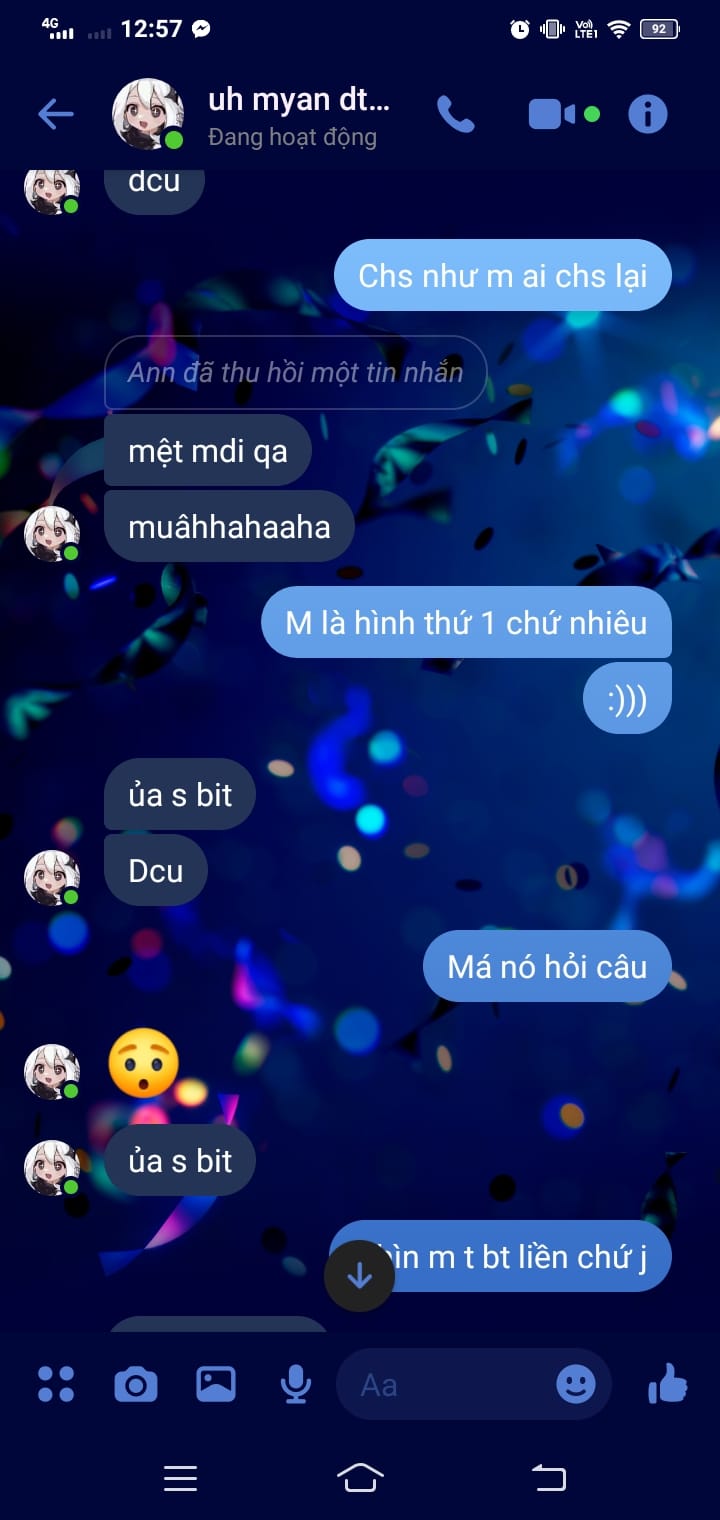 4G
12:57
Vo)
LTE1
92
uh myan dt...
Đang hoạt động
dcu
Chs như m ai chs lại
Ann đã thu hồi một tin nhắn
mệt mdi qa
muâhhahaaha
M là hình thứ 1 chứ nhiêu
:)))
ủa s bit
Dcu
Má nó hỏi câu
ủa s bit
m t bt liền chứ j
Aa